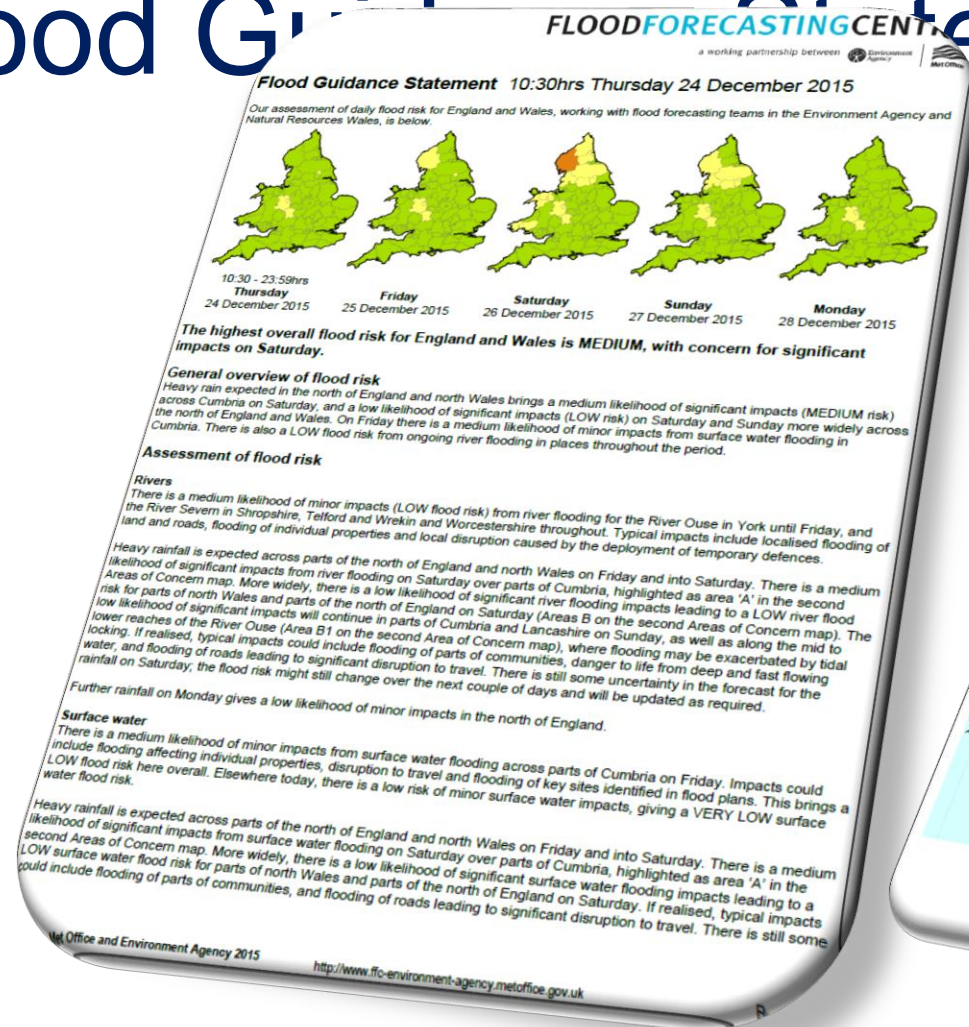 ood Gu
FLOODFORECASTINGCENT
a working partnership between Environment Agency Met Office
Flood Guidance Statement 10:30hrs Thursday 24 December 2015
Our assessment of daily flood risk for England and Wales, working with flood forecasting teams in the Environment Agency and
Natural Resources Wales, is below.
10:30 - 23:59hrs
Thursday
24 December 2015
Friday
25 December 2015
Saturday
26 December 2015
Sunday
27 December 2015
Monday
28 December 2015
The highest overall flood risk for England and Wales is MEDIUM, with concern for significant
impacts on Saturday.
General overview of flood risk
Heavy rain expected in the north of England and north Wales brings a medium likelihood of significant impacts (MEDIUM risk)
across Cumbria on Saturday, and a low likelihood of significant impacts (LOW risk) on Saturday and Sunday more widely across
the north of England and Wales. On Friday there is a medium likelihood of minor impacts from surface water flooding in
Cumbria. There is also a LOW flood risk from ongoing river flooding in places throughout the period.
Assessment of flood risk
Rivers
There is a medium likelihood of minor impacts (LOW flood risk) from river flooding for the River Ouse in York until Friday, and
the River Severn in Shropshire, Telford and Wrekin and Worcestershire throughout. Typical impacts include localised flooding of
land and roads, flooding of individual properties and local disruption caused by the deployment of temporary defences.
Heavy rainfall is expected across parts of the north of England and north Wales on Friday and into Saturday. There is a medium
likelihood of significant impacts from river flooding on Saturday over parts of Cumbria, highlighted as area 'A' in the second
Areas of Concern map. More widely, there is a low likelihood of significant river flooding impacts leading to a LOW river flood
risk for parts of north Wales and parts of the north of England on Saturday (Areas B on the second Areas of Concern map). The
low likelihood of significant impacts will continue in parts of Cumbria and Lancashire on Sunday, as well as along the mid to
lower reaches of the River Ouse (Area B1 on the second Area of Concern map), where flooding may be exacerbated by tidal
locking. If realised, typical impacts could include flooding of parts of communities, danger to life from deep and fast flowing
water, and flooding of roads leading to significant disruption to travel. There is still some uncertainty in the forecast for the
rainfall on Saturday; the flood risk might still change over the next couple of days and will be updated as required.
Further rainfall on Monday gives a low likelihood of minor impacts in the north of England.
Surface water
There is a medium likelihood of minor impacts from surface water flooding across parts of Cumbria on Friday. Impacts could
include flooding affecting individual properties, disruption to travel and flooding of key sites identified in flood plans. This brings a
LOW flood risk here overall. Elsewhere today, there is a low risk of minor surface water impacts, giving a VERY LOW surface
water flood risk.
Heavy rainfall is expected across parts of the north of England and north Wales on Friday and into Saturday. There is a medium
likelihood of significant impacts from surface water flooding on Saturday over parts of Cumbria, highlighted as area 'A' in the
second Areas of Concern map. More widely, there is a low likelihood of significant surface water flooding impacts leading to a
LOW surface water flood risk for parts of north Wales and parts of the north of England on Saturday. If realised, typical impacts
could include flooding of parts of communities, and flooding of roads leading to significant disruption to travel. There is still some
Met Office and Environment Agency 2015
http://www.ffc-environment-agency.metoffice.gov.uk